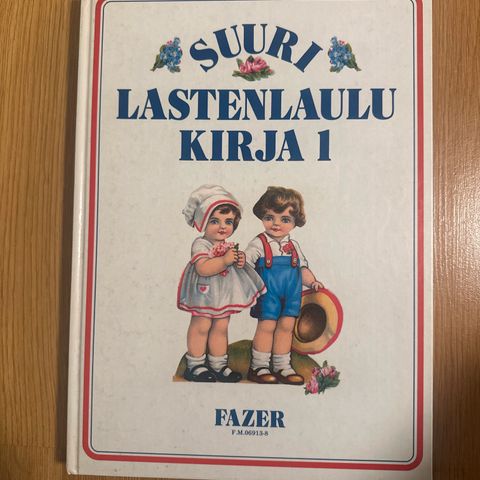 SUURI
LASTENLAULU
KIRJA 1
FAZER
F.M.06913-8